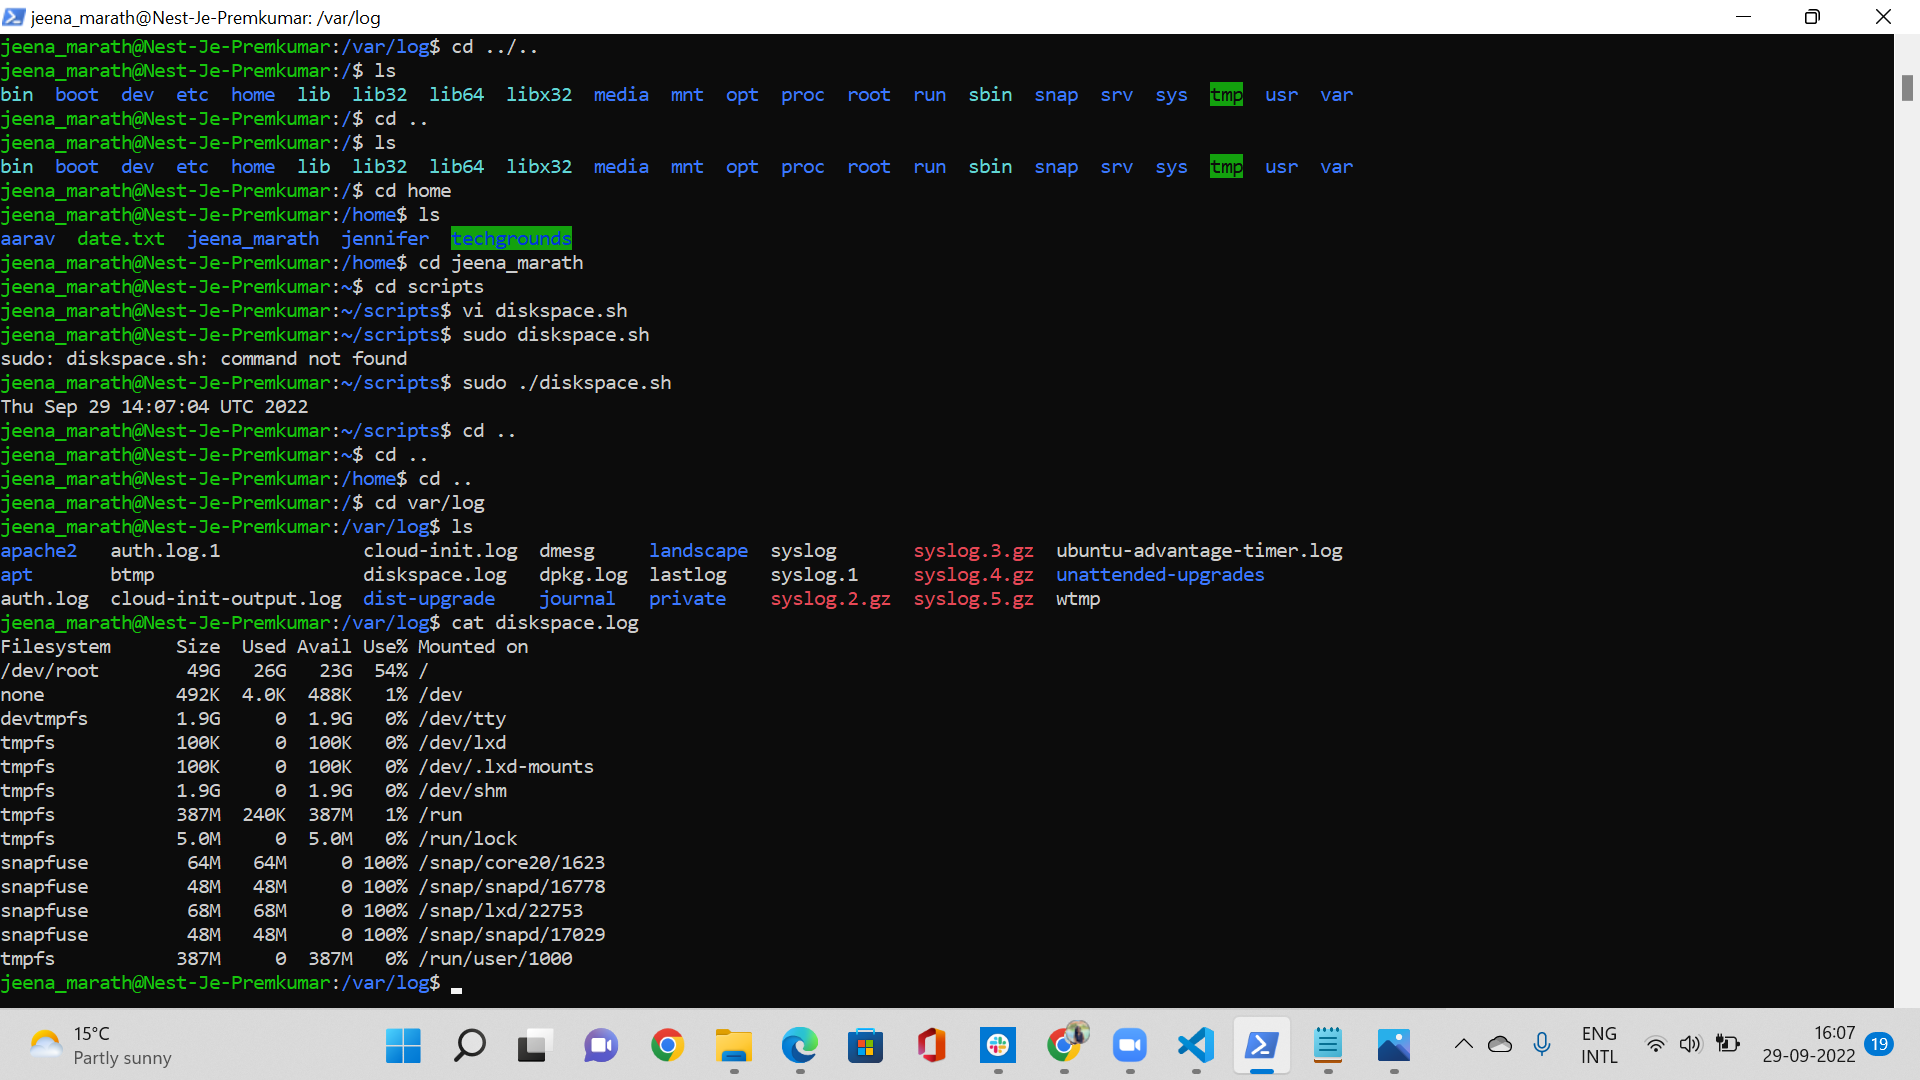 jeena_marath@Nest-Je-Premkumar: /var/log
jeena_marath@Nest-Je-Premkumar:/var/log$ cd ../..
jeena_marath@Nest-Je-Premkumar:/$ ls
bin boot dev etc home lib lib32 lib64 libx32 media mnt opt proc root run sbin snap srv sys tmp usr var
jeena_marath@Nest-Je-Premkumar:/$ cd ..
jeena_marath@Nest-Je-Premkumar:/$ ls
bin boot dev etc home lib lib32 lib64 libx32 media mnt opt proc root run sbin snap srv sys tmp usr var
jeena_marath@Nest-Je-Premkumar:/$ cd home
jeena_marath@Nest-Je-Premkumar:/home$ ls
aarav date.txt jeena_marath jennifer techgrounds
jeena_marath@Nest-Je-Premkumar:/home$ cd jeena_marath
jeena_marath@Nest-Je-Premkumar:~$ cd scripts
jeena_marath@Nest-Je-Premkumar:~/scripts$ vi diskspace.sh
jeena_marath@Nest-Je-Premkumar:~/scripts$ sudo diskspace.sh
sudo: diskspace.sh: command not found
jeena_marath@Nest-Je-Premkumar:~/scripts$ sudo ./diskspace.sh
Thu Sep 29 14:07:04 UTC 2022
jeena_marath@Nest-Je-Premkumar:~/scripts$ cd ..
jeena_marath@Nest-Je-Premkumar:~$ cd ..
jeena_marath@Nest-Je-Premkumar:/home$ cd ..
jeena_marath@Nest-Je-Premkumar:/$ cd var/log
jeena_marath@Nest-Je-Premkumar:/var/log$ ls
apache2 auth.log.1 cloud-init.log dmesg landscape syslog syslog.3.gz ubuntu-advantage-timer.log
apt btmp diskspace.log dpkg.log lastlog syslog.1 syslog.4.gz unattended-upgrades
auth.log cloud-init-output.log dist-upgrade journal private syslog.2.gz syslog.5.gz wtmp
jeena_marath@Nest-Je-Premkumar:/var/log$ cat diskspace.log
Filesystem Size Used Avail Use% Mounted on
/dev/root 49G 26G 23G 54% /
none 492K 4.0K 488K 1% /dev
devtmpfs 1.9G 0 1.9G 0% /dev/tty
tmpfs 100K 0 100K 0% /dev/lxd
tmpfs 100K 0 100K 0% /dev/.lxd-mounts
tmpfs 1.9G 0 1.9G 0% /dev/shm
tmpfs 387M 240K 387M 1% /run
tmpfs 5.0M 0 5.0M 0% /run/lock
snapfuse 64M 64M 0 100% /snap/core20/1623
snapfuse 48M 48M 0 100% /snap/snapd/16778
snapfuse 68M 68M 0 100% /snap/lxd/22753
snapfuse 48M 48M 0 100% /snap/snapd/17029
tmpfs 387M 0 387M 0% /run/user/1000
jeena_marath@Nest-Je-Premkumar:/var/log$
15°C
Partly sunny
ENG
INTL
16:07
29-09-2022
19